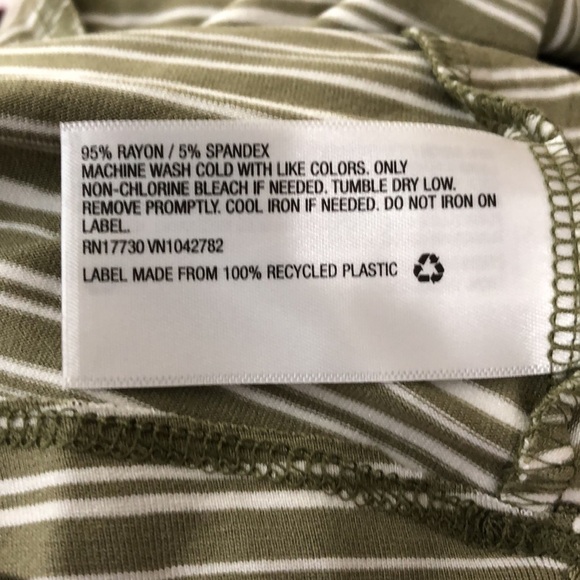 95% RAYON / 5% SPANDEX
MACHINE WASH COLD WITH LIKE COLORS. ONLY
NON-CHLORINE BLEACH IF NEEDED. TUMBLE DRY LOW.
REMOVE PROMPTLY. COOL IRON IF NEEDED. DO NOT IRON ON
LABEL.
RN17730 VN1042782
LABEL MADE FROM 100% RECYCLED PLASTIC